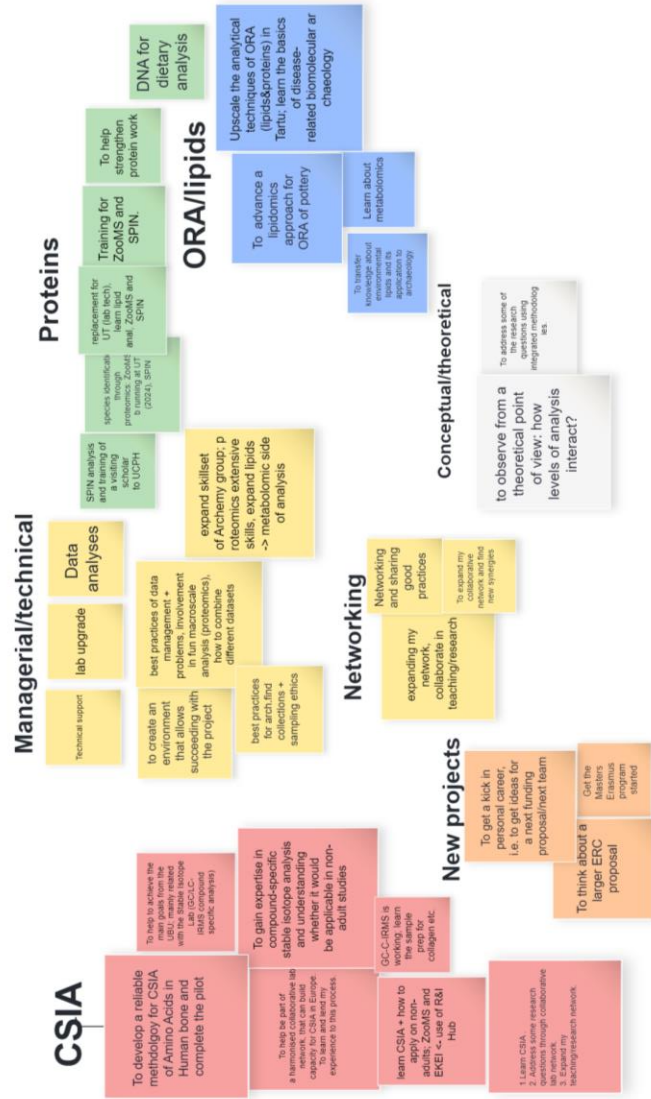 CSIA
To develop a reliable
methdolgoy for CSIA
of Amino Acids in
Human bone and
complete the pilot
To help to achieve the
main goals from the
UBU; mainly related
with the Stable Isotope
Lab (GC/LC-
IRMS compound
specific analysis)
To help be part of
a harmonised collaborative lab
network, that can build
capacity for CSIA in Europe.
To learn and lend my
experience to this process.
To gain expertise in
compound-specific
stable isotope analysis
and understanding
whether it would
be applicable in non-
adult studies
learn CSIA + how to
apply on non-
adults; ZooMS and
EKEI <- use of R&I
Hub
GC-C-IRMS is
working; learn
the sample
prep for
collagen etc
1. Learn CSIA
2. Address some research
questions through collaborative
lab network.
3. Expand my
teaching/research network.
Managerial/technical
Technical support
lab upgrade
Data
analyses
to create an
environment
that allows
succeeding with
the project
best practices of data
management +
problems, involvement
in fun macroscale
analysis (proteomics),
how to combine
different datasets
best practices
for arch.find
collections +
sampling ethics
expand skillset
of Archemy group; p
roteomics extensive
skills, expand lipids
-> metabolomic side
of analysis
Proteins
SPIN analysis
and training of
a visiting
scholar
to UCPH
species identificati
through
proteomics: ZooMS
b running at UT
(2024), SPIN
replacement for
UT (lab tech),
learn lipid
anal, ZooMS and
SPIN
Training for
ZooMS and
SPIN.
To help
strengthen
protein work
DNA for
dietary
analysis
ORA/lipids
To advance a
lipidomics
approach for
ORA of pottery
Upscale the analytical
techniques of ORA
(lipids&proteins) in
Tartu; learn the basics
of disease-
related biomolecular ar
chaeology
To transfer
knowledge about
environmental
lipids and its
application to
archaeology
Learn about
metabolomics
New projects
To get a kick in
personal career,
i.e. to get ideas for
a next funding
proposal/next team
To think about a
larger ERC
proposal
Get the
Masters
Erasmus
program
started
Networking
expanding my
network,
collaborate in
teaching/research
Networking
and sharing
good
practices
To expand my
collaborative
network and find
new synergies
Conceptual/theoretical
to observe from a
theoretical point
of view: how
levels of analysis
interact?
To address some of
the research
questions using
integrated methodolog
ies.